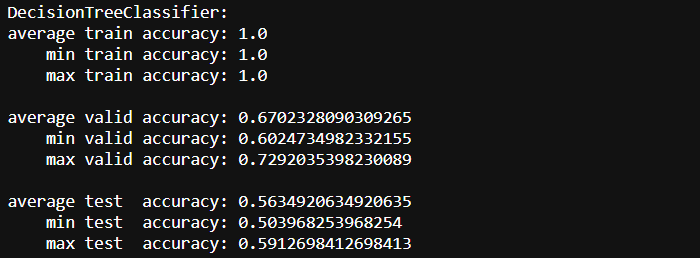 DecisionTreeClassifier:
average train accuracy: 1.0
min train accuracy: 1.0
max train accuracy: 1.0
average valid accuracy: 0.6702328090309265
min valid accuracy: 0.6024734982332155
max valid accuracy: 0.7292035398230089
average test accuracy: 0.5634920634920635
min test accuracy: 0.503968253968254
max test accuracy: 0.5912698412698413